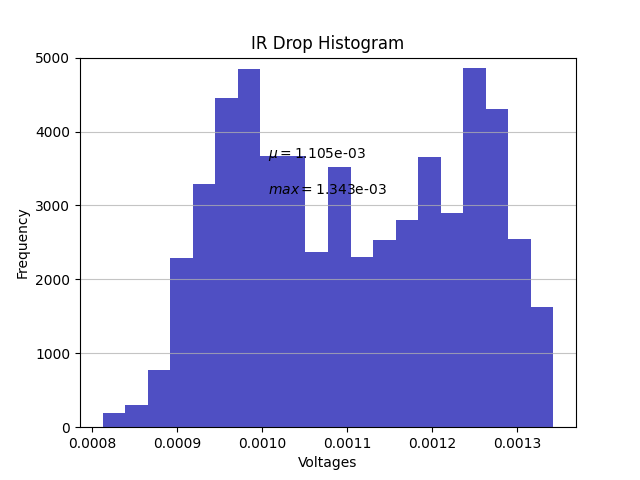 IR Drop Histogram
5000
4000
3000
2000
1000
0
Frequency
μ = 1.105e-03
max = 1.343e-03
0.0008 0.0009 0.0010 0.0011 0.0012 0.0013
Voltages